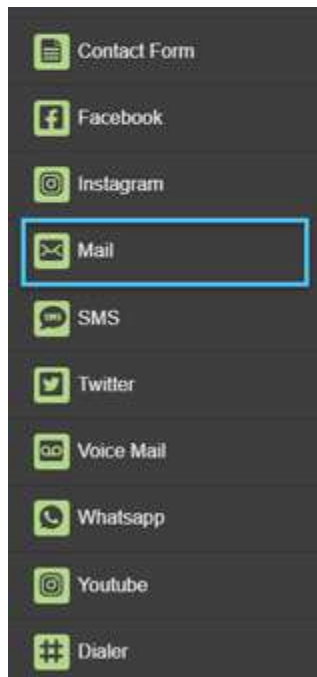 Contact Form
Facebook
Instagram
Mail
SMS
Twitter
Voice Mail
Whatsapp
Youtube
Dialer